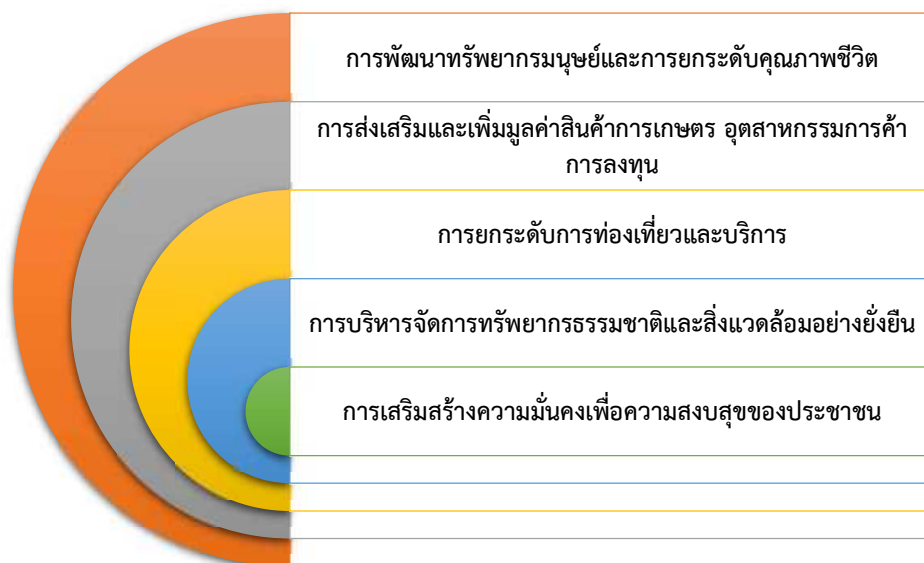 การพัฒนาทรัพยากรมนุษย์และการยกระดับคุณภาพชีวิต
การส่งเสริมและเพิ่มมูลค่าสินค้าการเกษตร อุตสาหกรรมการค้า
การลงทุน
การยกระดับการท่องเที่ยวและบริการ
การบริหารจัดการทรัพยากรธรรมชาติและสิ่งแวดล้อมอย่างยั่งยืน
การเสริมสร้างความมั่นคงเพื่อความสงบสุขของประชาชน